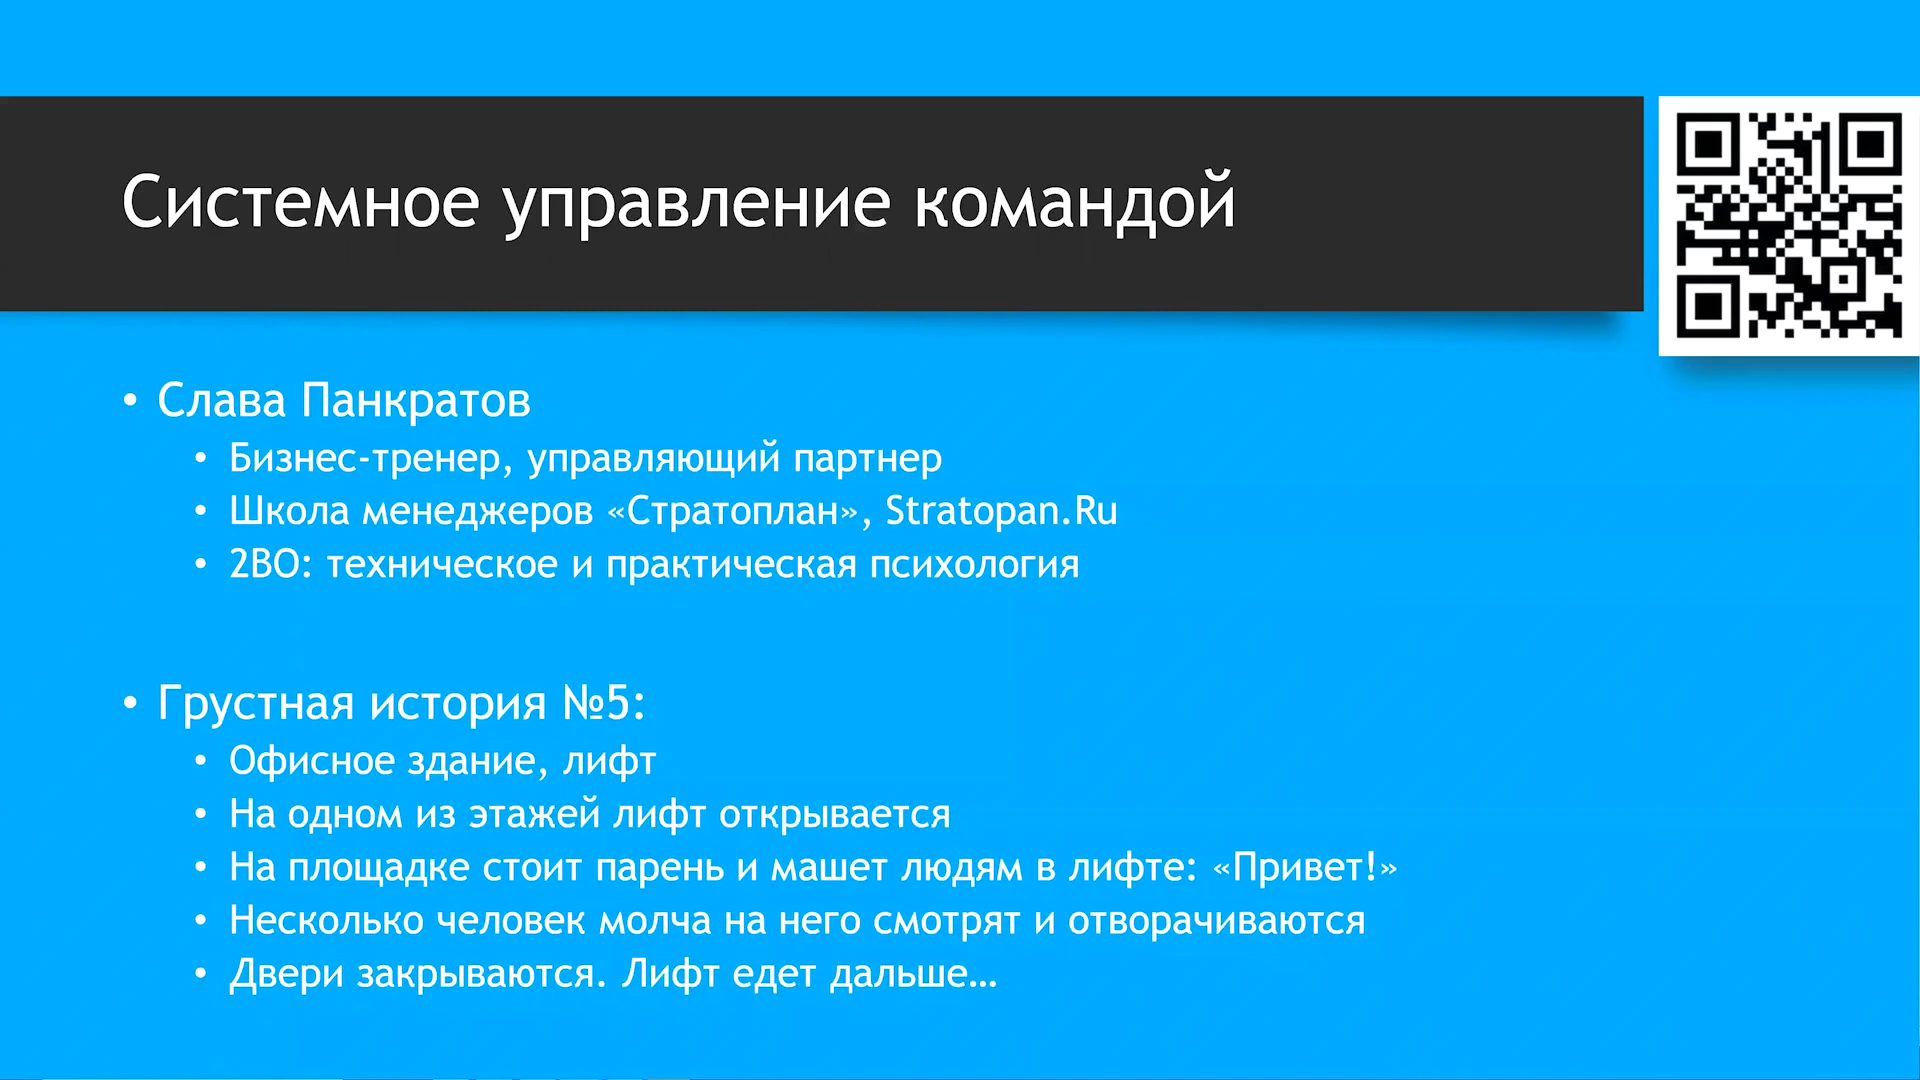 Системное управление командой
• Слава Панкратов
• Бизнес-тренер, управляющий партнер
• Школа менеджеров «Стратоплан», Stratopan.Ru
• 2ВО: техническое и практическая психология
• Грустная история №5:
• Офисное здание, лифт
• На одном из этажей лифт открывается
• На площадке стоит парень и машет людям в лифте: «Привет!»
• Несколько человек молча на него смотрят и отворачиваются
• Двери закрываются. Лифт едет дальше…